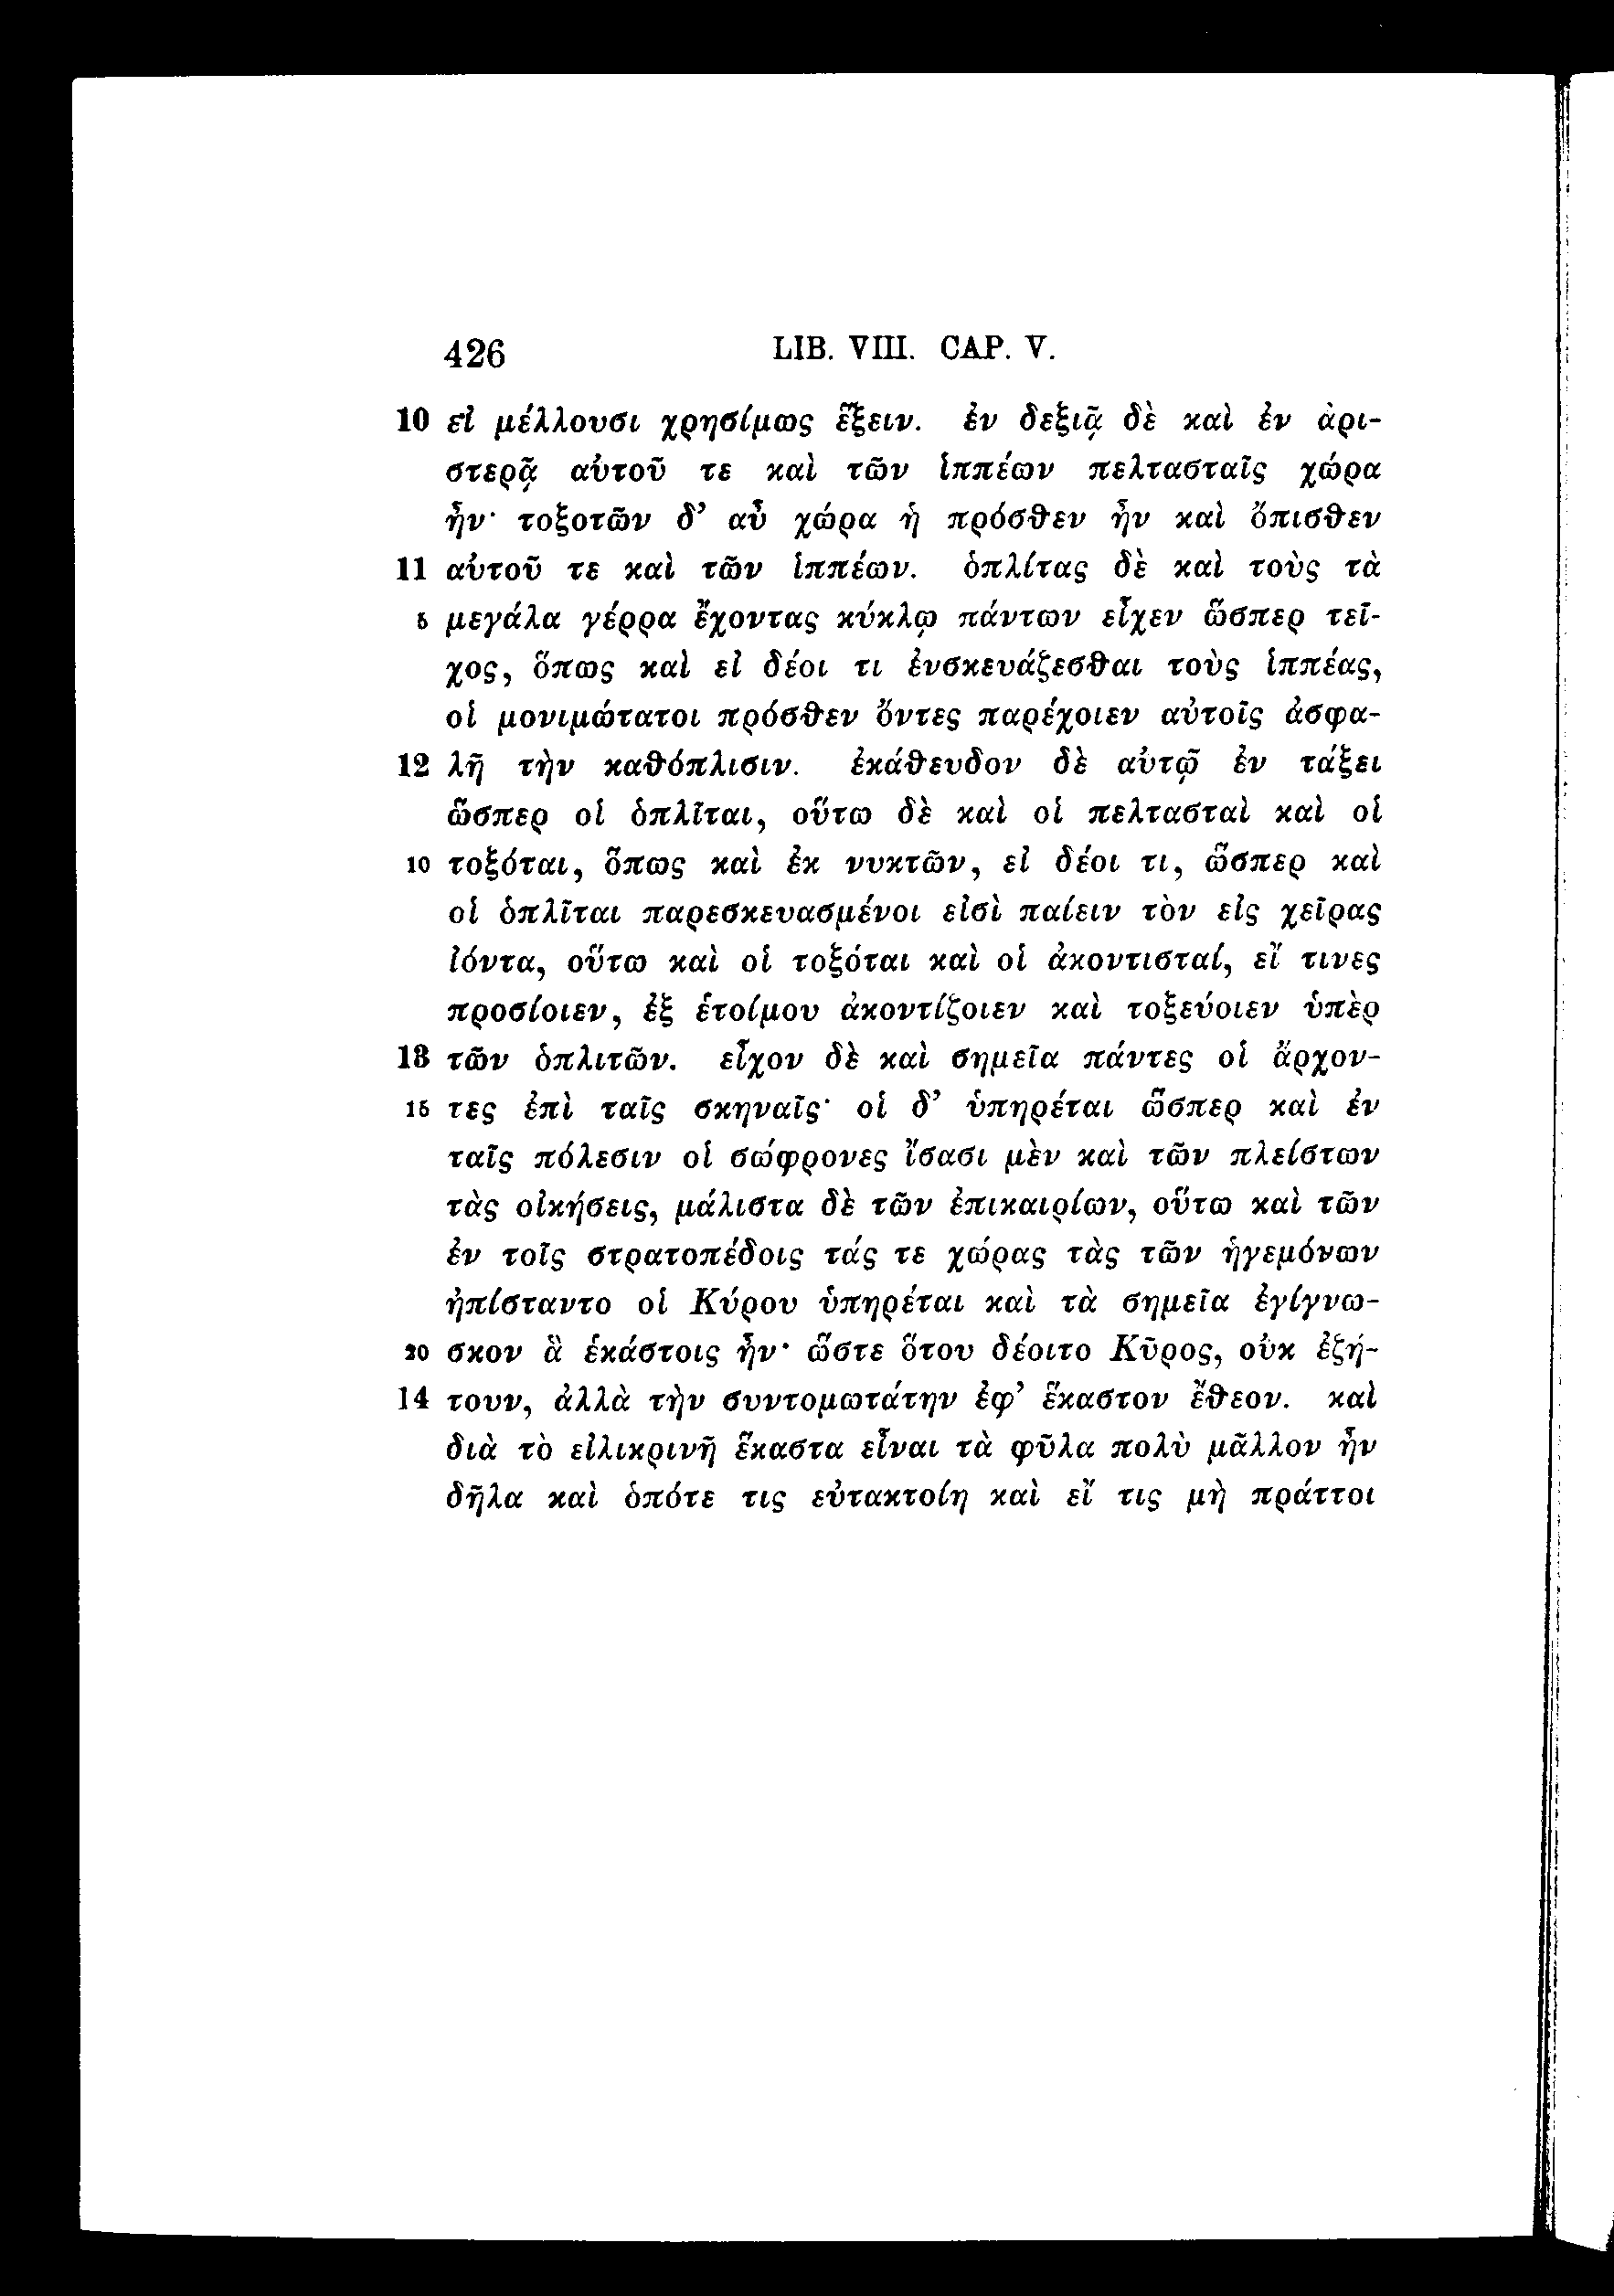 426 LIB. VIII. CAP. V.
10 εἰ μέλλουσι χρησίμως ἕξειν. ἐν δεξιᾷ δὲ καὶ ἐν ἀρι-
στερᾷ αὐτοῦ τε καὶ τῶν ἱππέων πελτασταῖς χώρα
ἦν· τοξοτῶν δ’ αὖ χώρα ἡ πρόσθεν ἦν καὶ ὄπισθεν
11 αὐτοῦ τε καὶ τῶν ἱππέων. ὁπλίτας δὲ καὶ τοὺς τὰ
5 μεγάλα γέρρα ἔχοντας κύκλῳ πάντων εἶχεν ὥσπερ τεῖ-
χος, ὅπως καὶ εἰ δέοι τι ἐνσκευάζεσθαι τοὺς ἱππέας,
οἱ μονιμώτατοι πρόσθεν ὄντες παρέχοιεν αὐτοῖς ἀσφα-
12 λῆ τὴν καθόπλισιν. ἐκάθευδον δὲ αὐτῷ ἐν τάξει
ὥσπερ οἱ ὁπλῖται, οὕτω δὲ καὶ οἱ πελτασταὶ καὶ οἱ
10 τοξόται, ὅπως καὶ ἐκ νυκτῶν, εἰ δέοι τι, ὥσπερ καὶ
οἱ ὁπλῖται παρεσκευασμένοι εἰσὶ παίειν τὸν εἰς χεῖρας
ἰόντα, οὕτω καὶ οἱ τοξόται καὶ οἱ ἀκοντισταί, εἴ τινες
προσίοιεν, ἐξ ἑτοίμου ἀκοντίζοιεν καὶ τοξεύοιεν ὑπὲρ
13 τῶν ὁπλιτῶν. εἶχον δὲ καὶ σημεῖα πάντες οἱ ἄρχον-
15 τες ἐπὶ ταῖς σκηναῖς· οἱ δ’ ὑπηρέται ὥσπερ καὶ ἐν
ταῖς πόλεσιν οἱ σώφρονες ἴσασι μὲν καὶ τῶν πλείστων
τὰς οἰκήσεις, μάλιστα δὲ τῶν ἐπικαιρίων, οὕτω καὶ τῶν
ἐν τοῖς στρατοπέδοις τάς τε χώρας τὰς τῶν ἡγεμόνων
ἠπίσταντο οἱ Κύρου ὑπηρέται καὶ τὰ σημεῖα ἐγίγνω-
20 σκον ἃ ἑκάστοις ἦν· ὥστε ὅτου δέοιτο Κῦρος, οὐκ ἐζή-
14 τουν, ἀλλὰ τὴν συντομωτάτην ἐφ’ ἕκαστον ἔθεον. καὶ
διὰ τὸ εἰλικρινῆ ἕκαστα εἶναι τὰ φῦλα πολὺ μᾶλλον ἦν
δῆλα καὶ ὁπότε τις εὐτακτοίη καὶ εἴ τις μὴ πράττοι